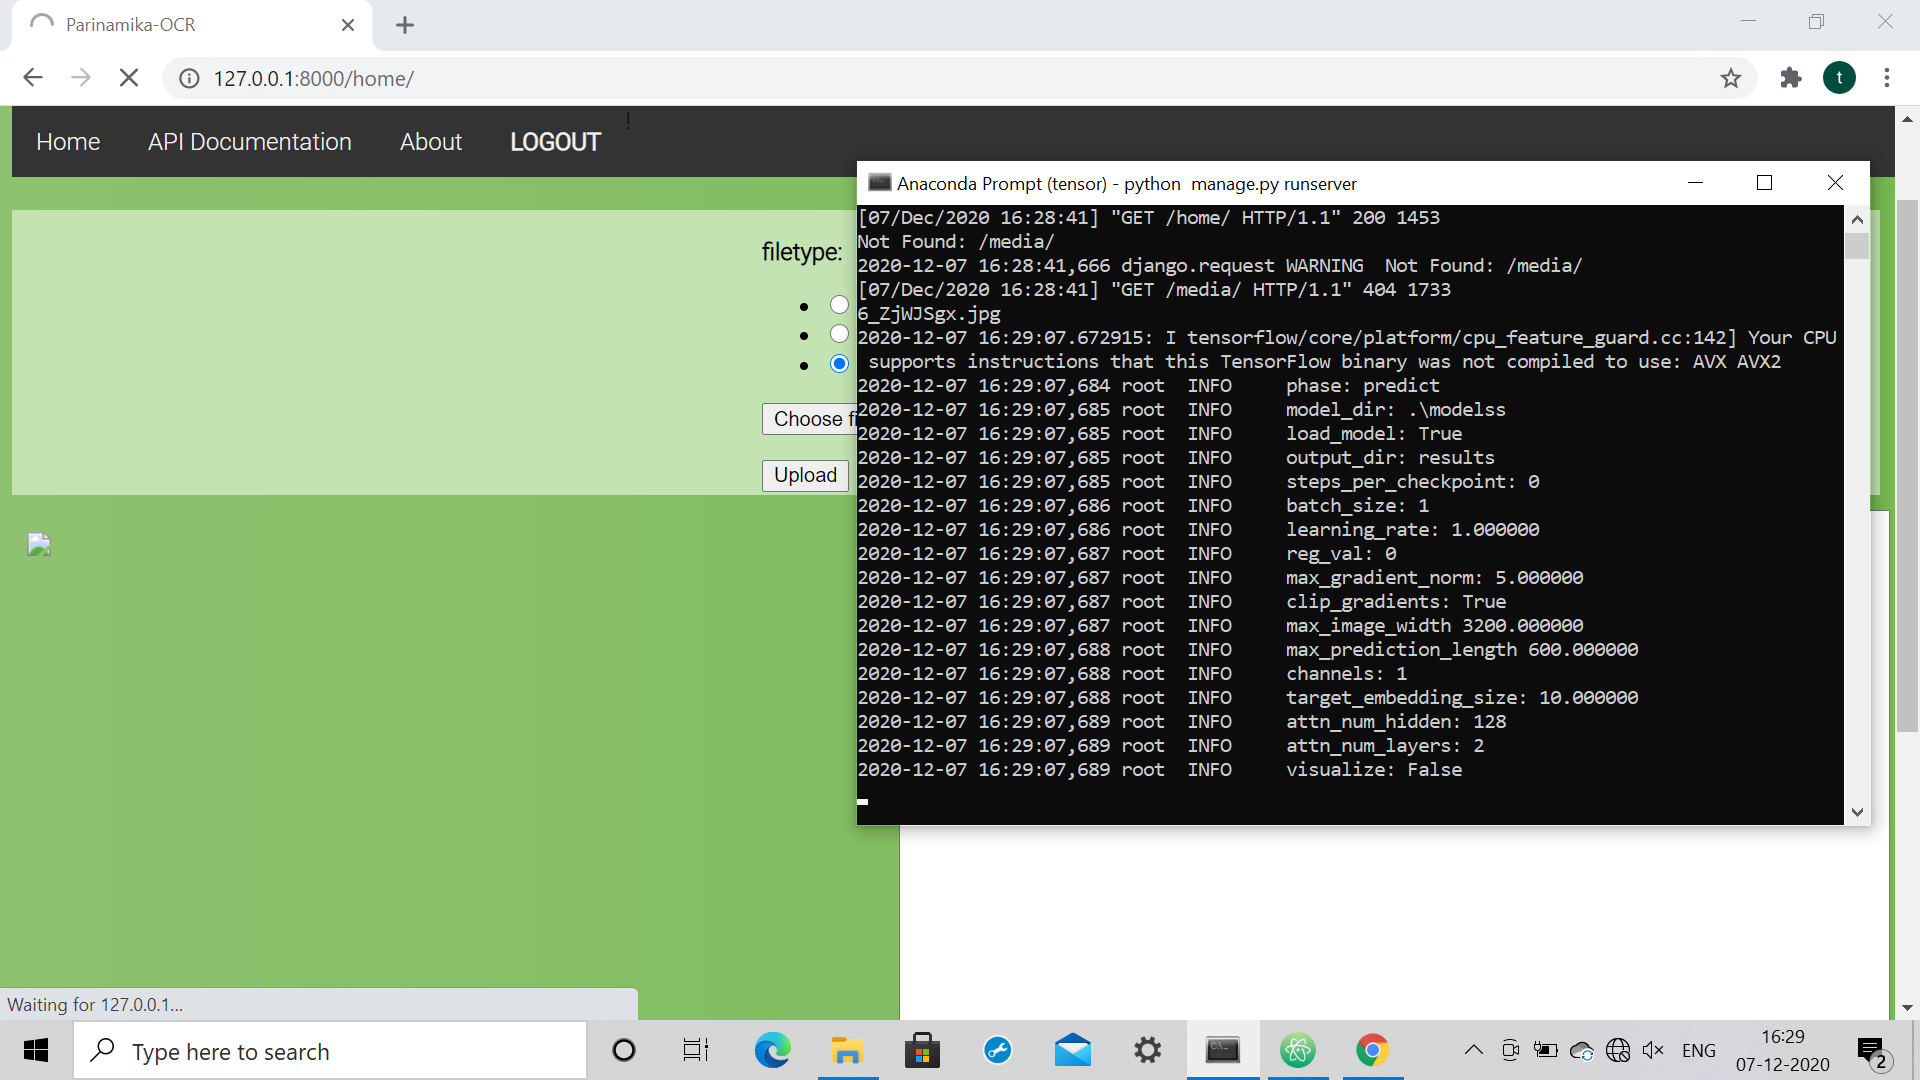 Parinamika-OCR
127.0.0.1:8000/home/
t
Home API Documentation About LOGOUT !
filetype:
Choose fi
Upload
Anaconda Prompt (tensor) - python manage.py runserver
[07/Dec/2020 16:28:41] "GET /home/ HTTP/1.1" 200 1453
Not Found: /media/
2020-12-07 16:28:41,666 django.request WARNING Not Found: /media/
[07/Dec/2020 16:28:41] "GET /media/ HTTP/1.1" 404 1733
6_ZjWJSgx.jpg
2020-12-07 16:29:07.672915: I tensorflow/core/platform/cpu_feature_guard.cc:142] Your CPU
supports instructions that this TensorFlow binary was not compiled to use: AVX AVX2
2020-12-07 16:29:07,684 root INFO phase: predict
2020-12-07 16:29:07,685 root INFO model_dir: .\modelss
2020-12-07 16:29:07,685 root INFO load_model: True
2020-12-07 16:29:07,685 root INFO output_dir: results
2020-12-07 16:29:07,685 root INFO steps_per_checkpoint: 0
2020-12-07 16:29:07,686 root INFO batch_size: 1
2020-12-07 16:29:07,686 root INFO learning_rate: 1.000000
2020-12-07 16:29:07,687 root INFO reg_val: 0
2020-12-07 16:29:07,687 root INFO max_gradient_norm: 5.000000
2020-12-07 16:29:07,687 root INFO clip_gradients: True
2020-12-07 16:29:07,687 root INFO max_image_width 3200.000000
2020-12-07 16:29:07,688 root INFO max_prediction_length 600.000000
2020-12-07 16:29:07,688 root INFO channels: 1
2020-12-07 16:29:07,688 root INFO target_embedding_size: 10.000000
2020-12-07 16:29:07,689 root INFO attn_num_hidden: 128
2020-12-07 16:29:07,689 root INFO attn_num_layers: 2
2020-12-07 16:29:07,689 root INFO visualize: False
Waiting for 127.0.0.1...
Type here to search
ENG
16:29
07-12-2020
2